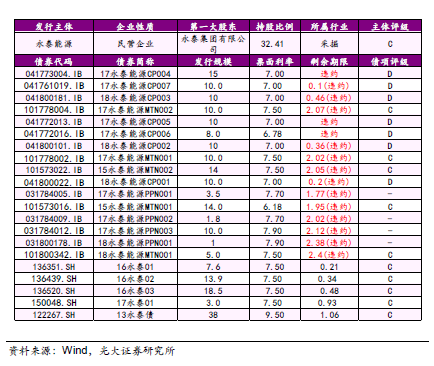 发行主体 企业性质 第一大股东 持股比例 所属行业 主体评级
永泰能源 民营企业 永泰集团有限公司 32.41 采掘 C
债券代码 债券简称 发行规模 票面利率 剩余期限 债项评级
041773004.IB 17永泰能源CP004 15 7.00 违约 D
041761019.IB 17永泰能源CP007 10.0 7.00 0.1(违约) D
041800181.IB 18永泰能源CP003 10 7.00 0.46(违约) D
101778004.IB 17永泰能源MTN002 10.0 7.50 2.07(违约) C
041772013.IB 17永泰能源CP005 10 7.00 违约 D
041772016.IB 17永泰能源CP006 8.0 6.78 违约 D
041800101.IB 18永泰能源CP002 10 7.00 0.36(违约) D
101778002.IB 17永泰能源MTN001 10.0 7.50 2.02(违约) C
101573022.IB 15永泰能源MTN002 14 7.50 2.05(违约) C
041800022.IB 18永泰能源CP001 10 7.00 0.2(违约) D
031784005.IB 17永泰能源PPN001 3.5 7.70 1.77(违约) –
101573016.IB 15永泰能源MTN001 14.0 6.18 1.95(违约) C
031784009.IB 17永泰能源PPN002 1.8 7.70 2.02(违约) –
031784012.IB 17永泰能源PPN003 10.0 7.90 2.12(违约) –
031800178.IB 18永泰能源PPN001 1 7.90 2.38(违约) –
101800342.IB 18永泰能源MTN001 5.0 7.50 2.4(违约) C
136351.SH 16永泰01 7.6 7.50 0.21 C
136439.SH 16永泰02 13.9 7.50 0.34 C
136520.SH 16永泰03 18.5 7.50 0.48 C
150048.SH 17永泰01 3.0 7.50 0.93 C
122267.SH 13永泰债 38 9.50 1.06 C
资料来源：Wind，光大证券研究所